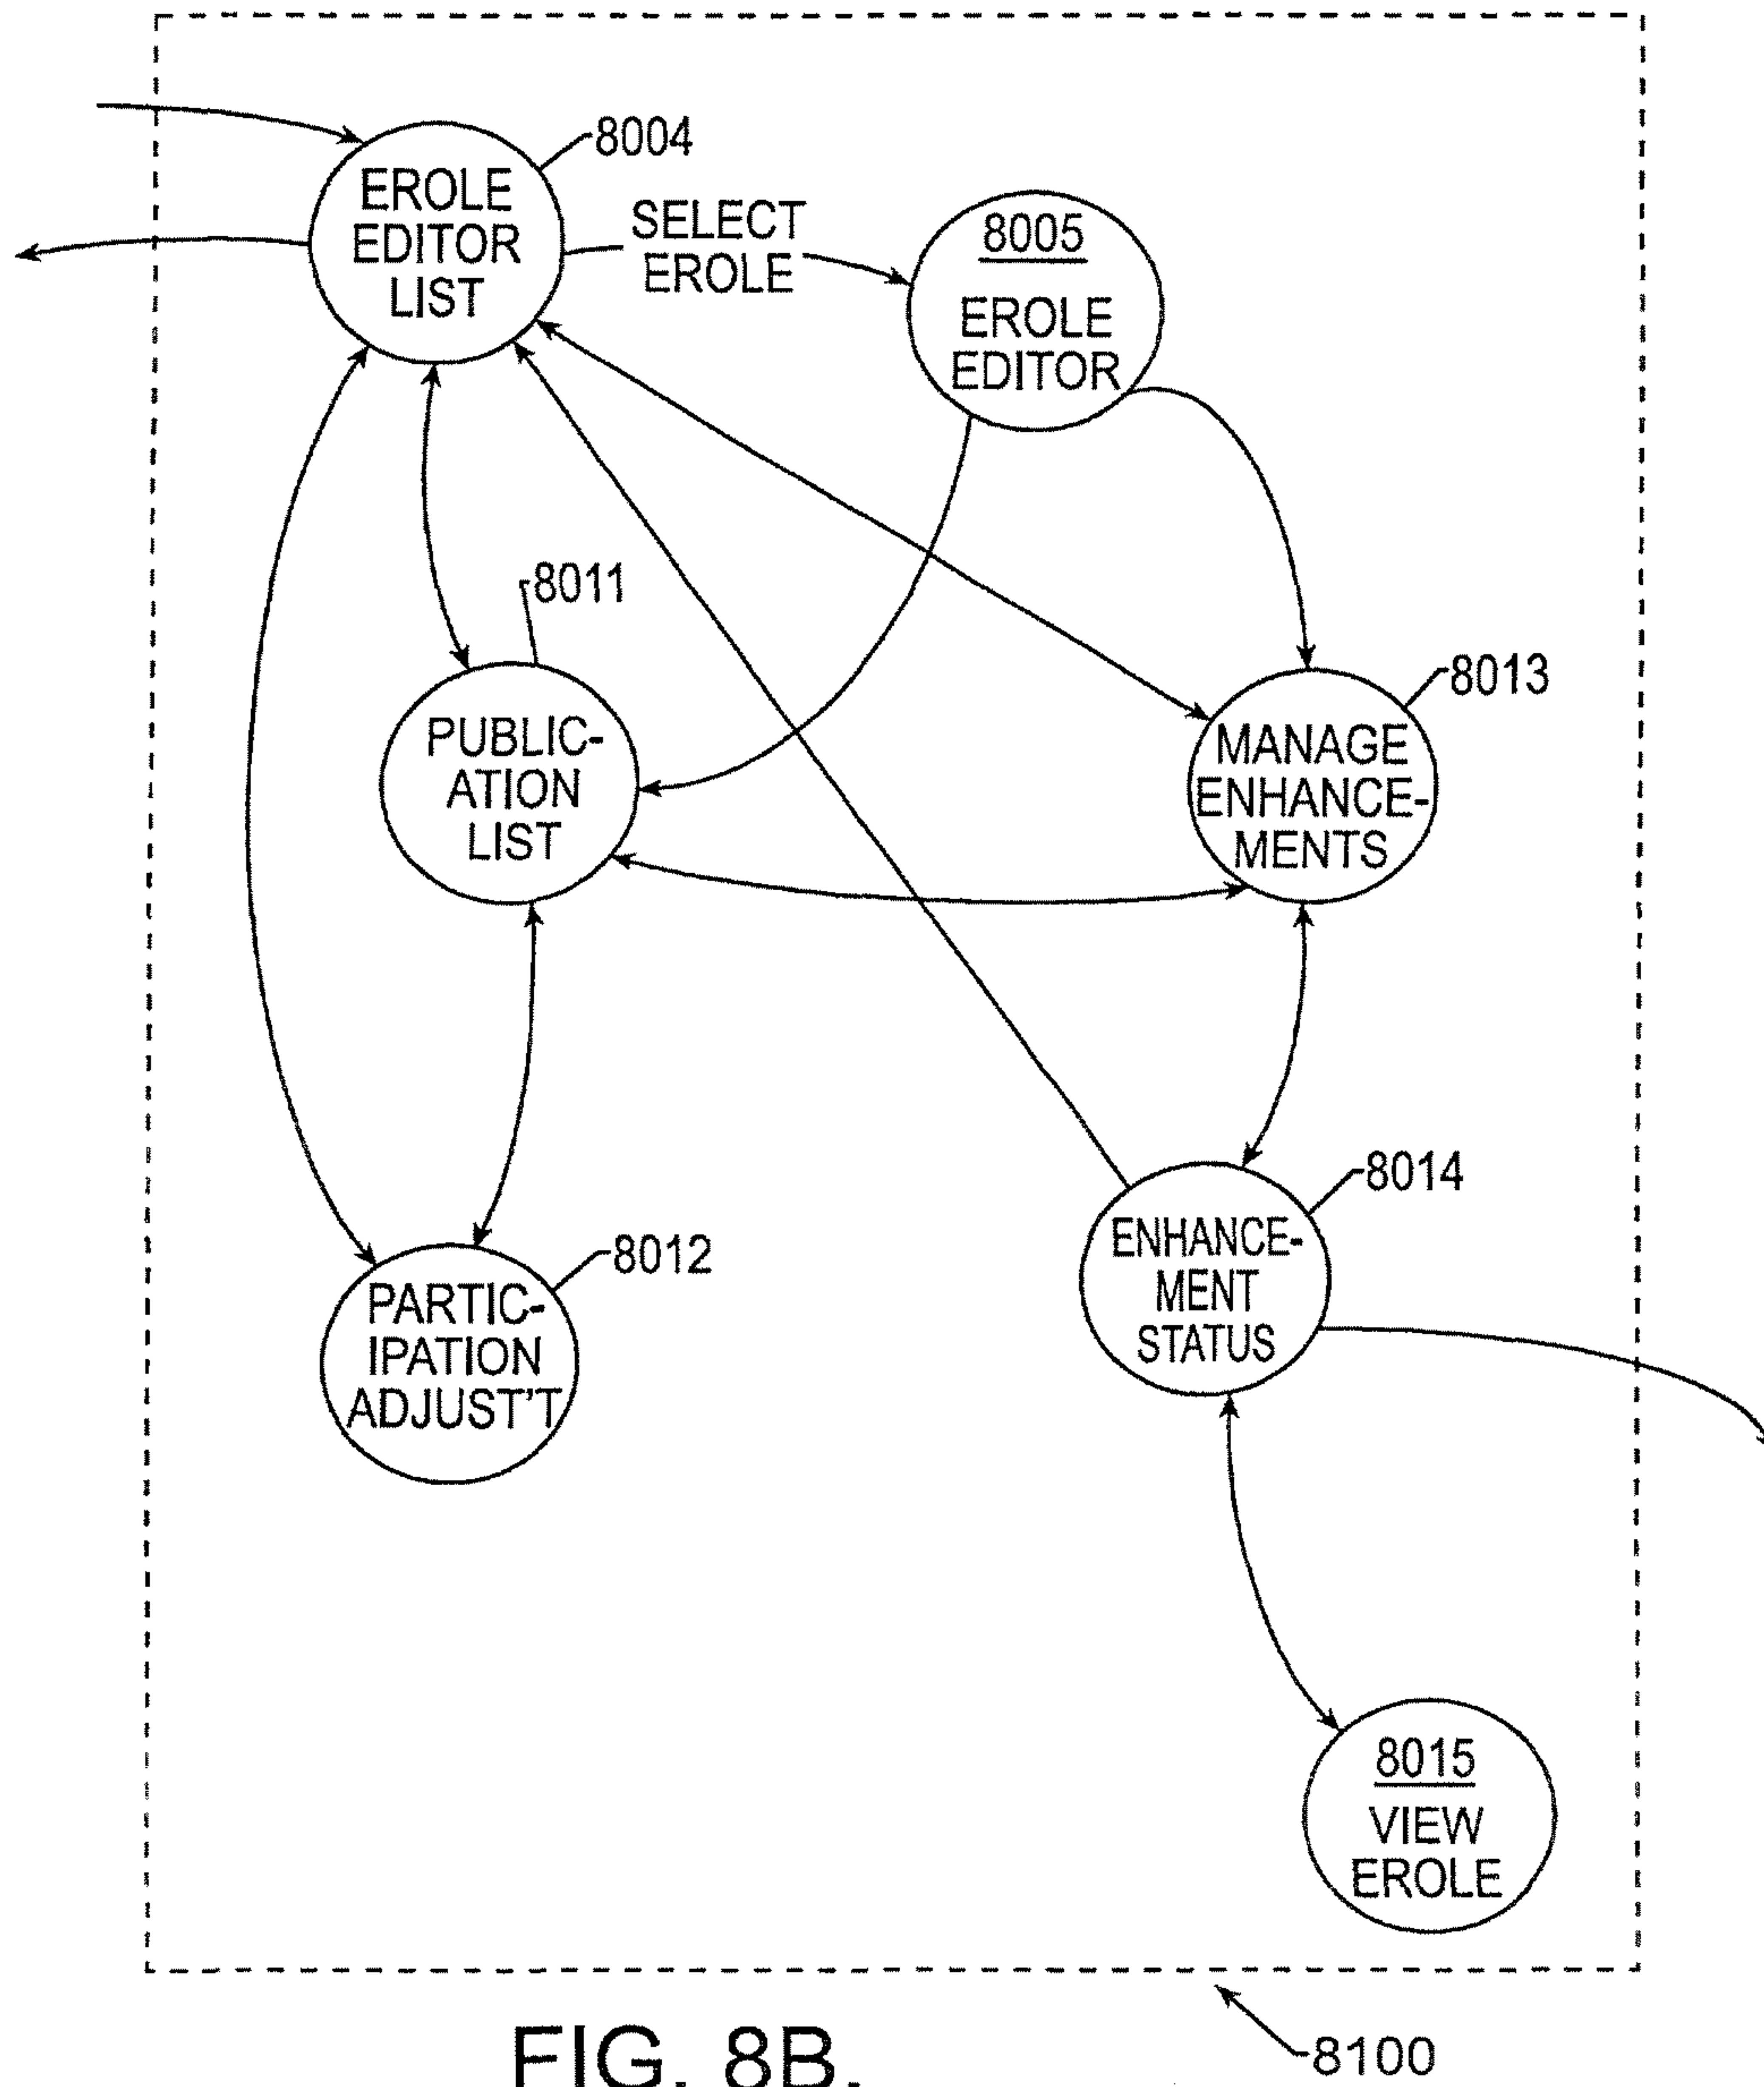 8004
EROLE
EDITOR
LIST
SELECT
EROLE
8005
EROLE
EDITOR
8011
PUBLIC-
ATION
LIST
8013
MANAGE
ENHANCE-
MENTS
8014
ENHANCE-
MENT
STATUS
8012
PARTIC-
IPATION
ADJUST'T
8015
VIEW
EROLE
8100
FIG. 8B.